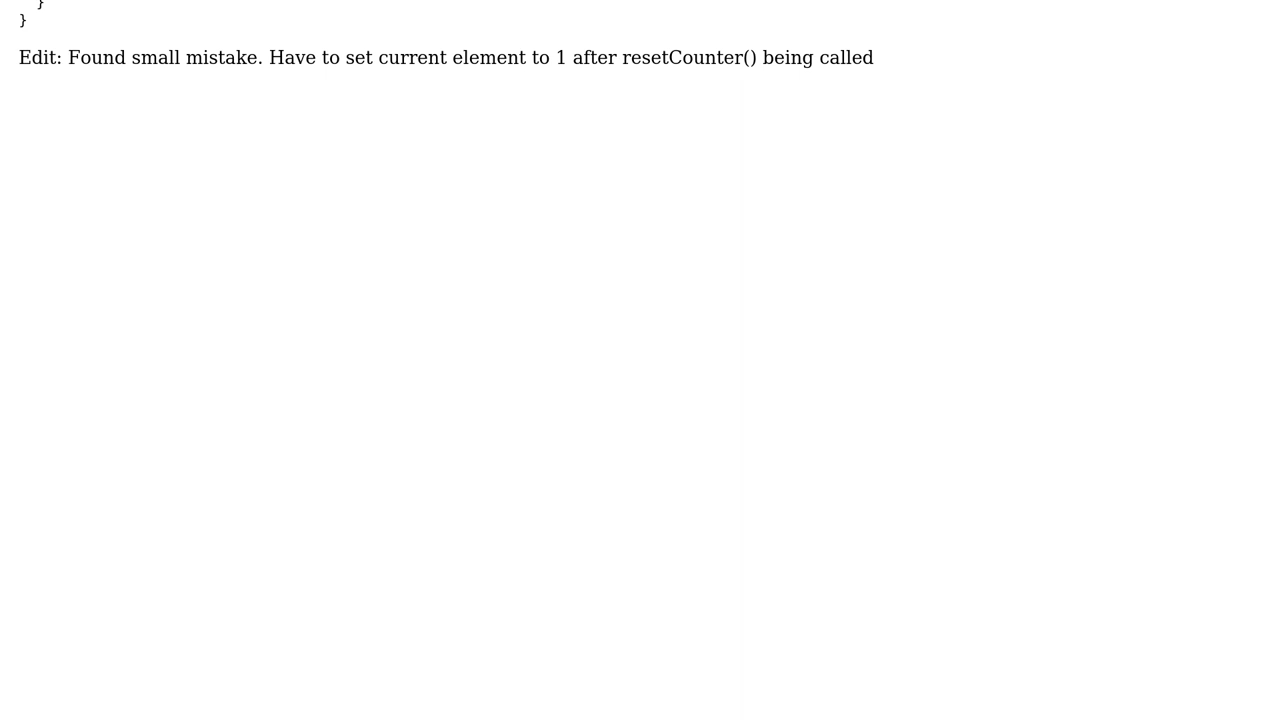 }
}
Edit: Found small mistake. Have to set current element to 1 after resetCounter() being called